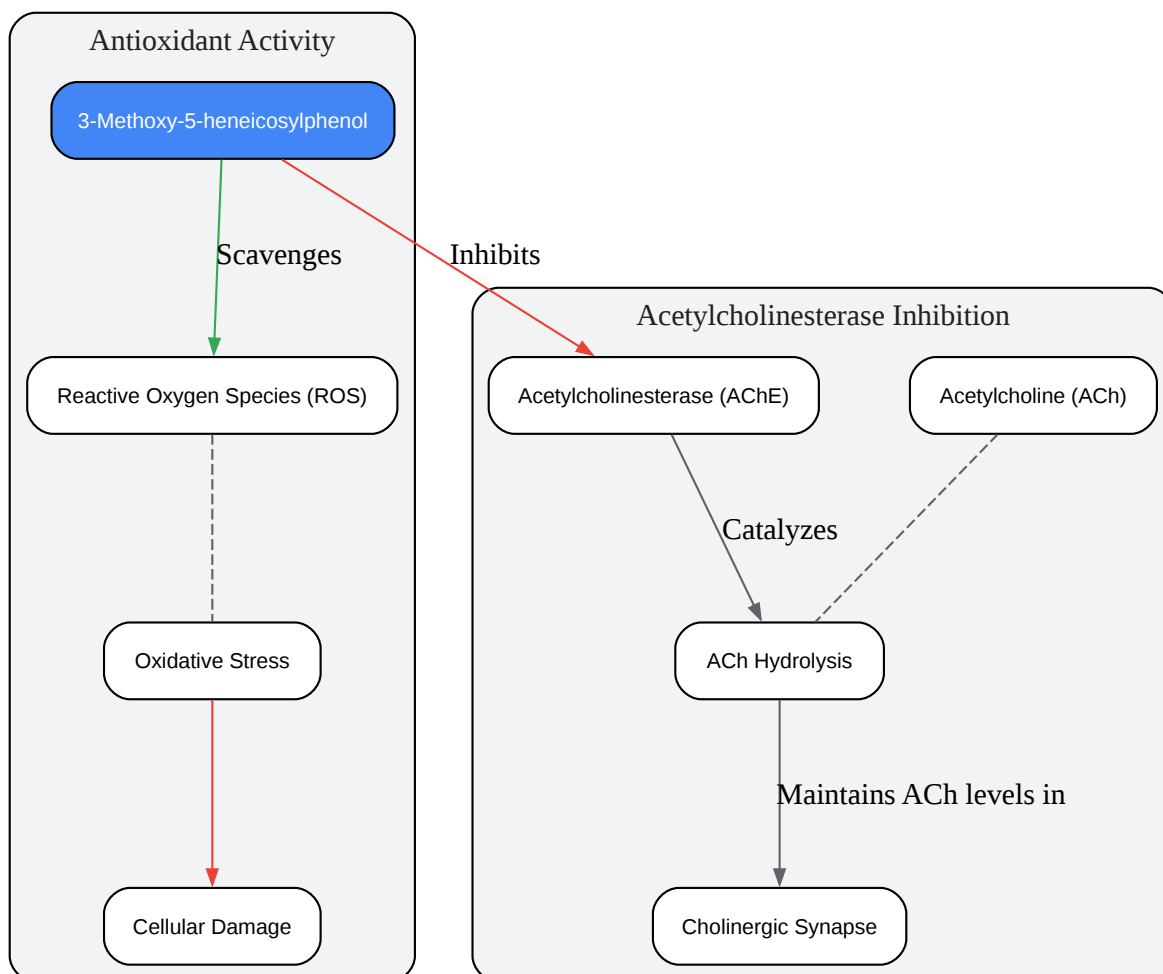 Antioxidant Activity
3-Methoxy-5-heneicosylphenol
Scavenges
Inhibits
Acetylcholinesterase Inhibition
Reactive Oxygen Species (ROS)
Acetylcholinesterase (AChE)
Acetylcholine (ACh)
Catalyzes
Oxidative Stress
ACh Hydrolysis
Maintains ACh levels in
Cellular Damage
Cholinergic Synapse